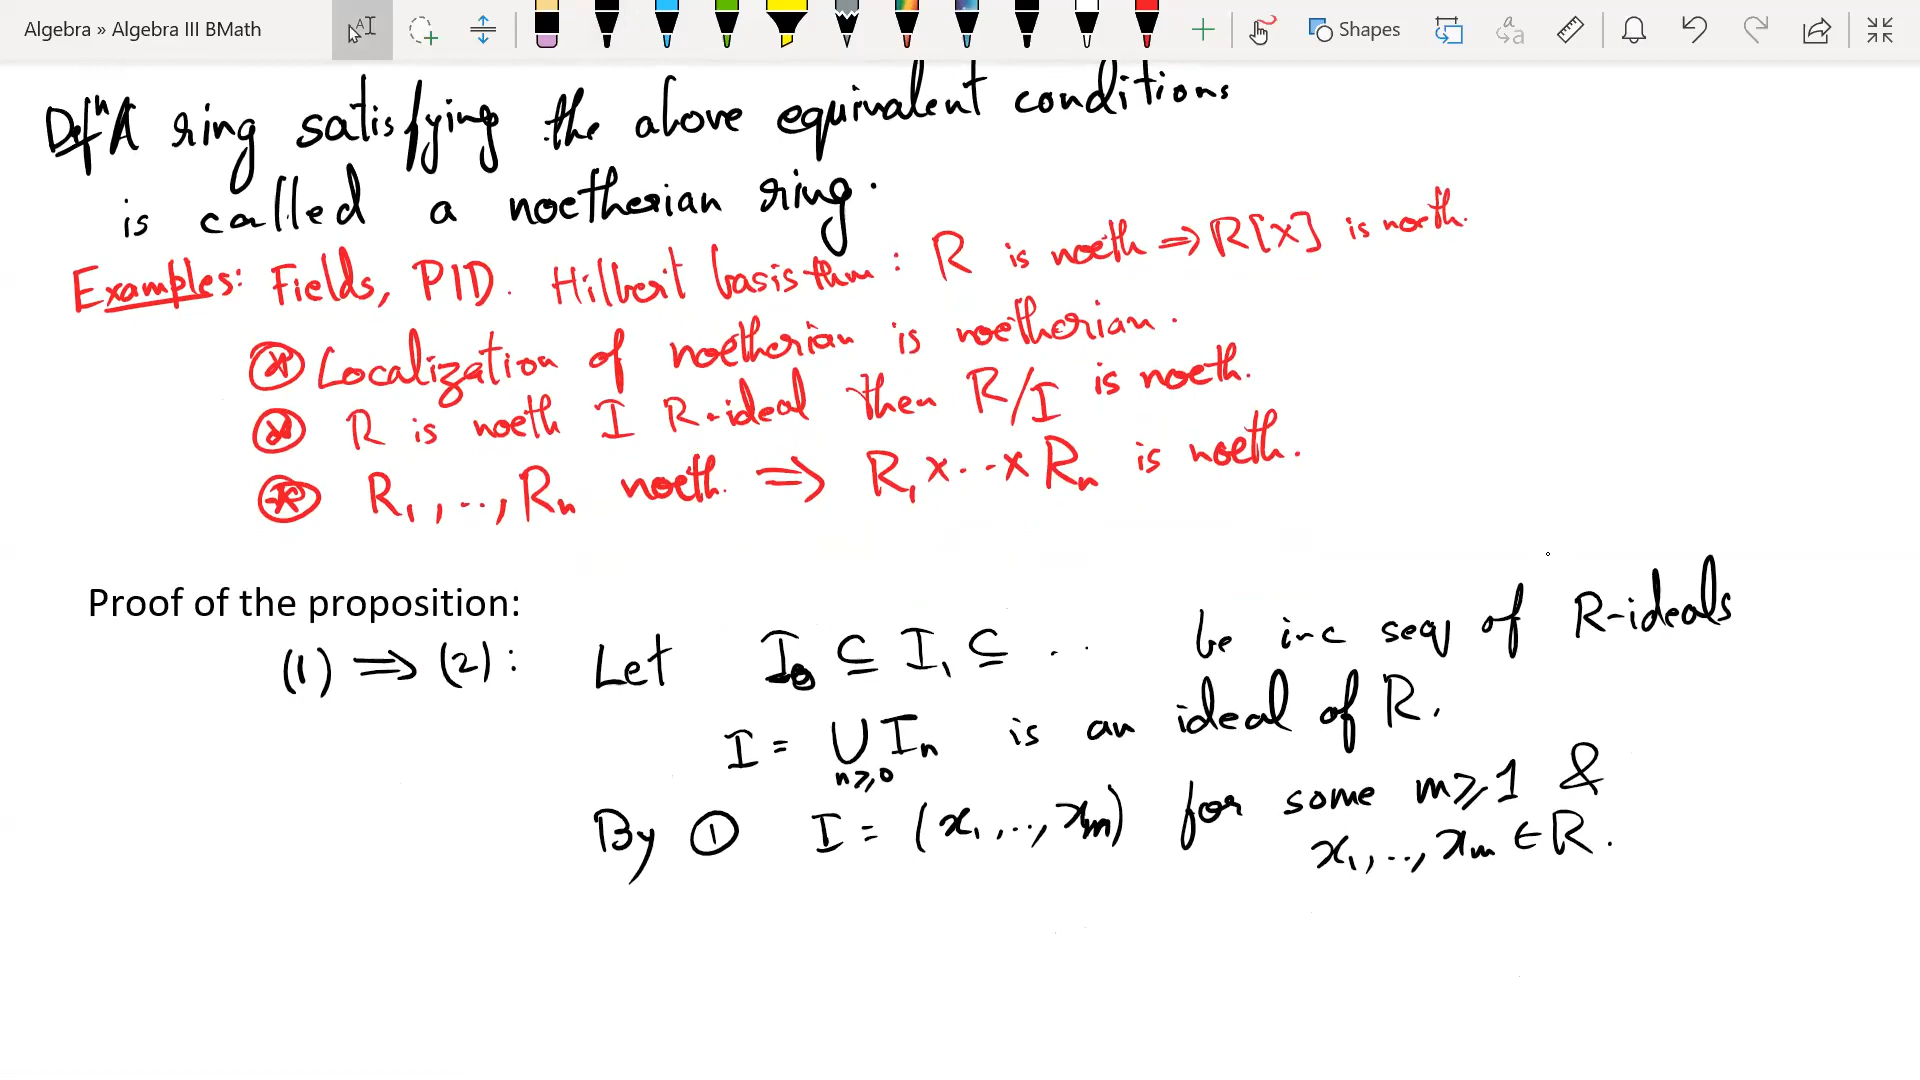 Algebra » Algebra III BMath
Shapes
Defⁿ A ring satisfying the above equivalent conditions
is called a noetherian ring.
Examples: Fields, PID. Hilbert basis thm: R is noeth ⇒ R[X] is noeth.
⊛ Localization of noetherian is noetherian.
⊛ R is noeth I R-ideal then R/I is noeth.
⊛ R₁,..,Rₙ noeth. ⇒ R₁×..×Rₙ is noeth.
Proof of the proposition:
(1) ⇒ (2): Let I₀ ⊆ I₁ ⊆ ... be inc seq of R-ideals
I = ∪ Iₙ is an ideal of R.
n≥0
By ① I = (x₁,..,xₘ) for some m≥1 &
x₁,..,xₘ ∈ R.